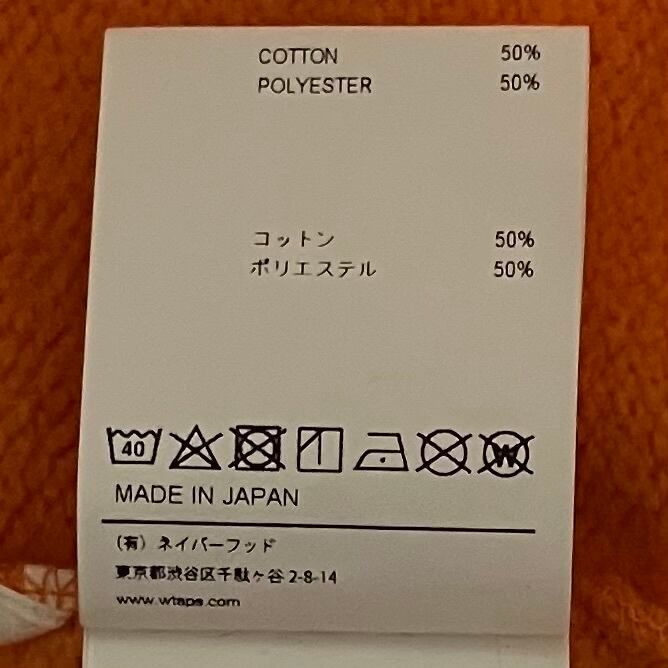 COTTON 50%
POLYESTER 50%
コットン 50%
ポリエステル 50%
40 W
MADE IN JAPAN
(有) ネイバーフッド
東京都渋谷区千駄ヶ谷 2-8-14
www.wtaps.com